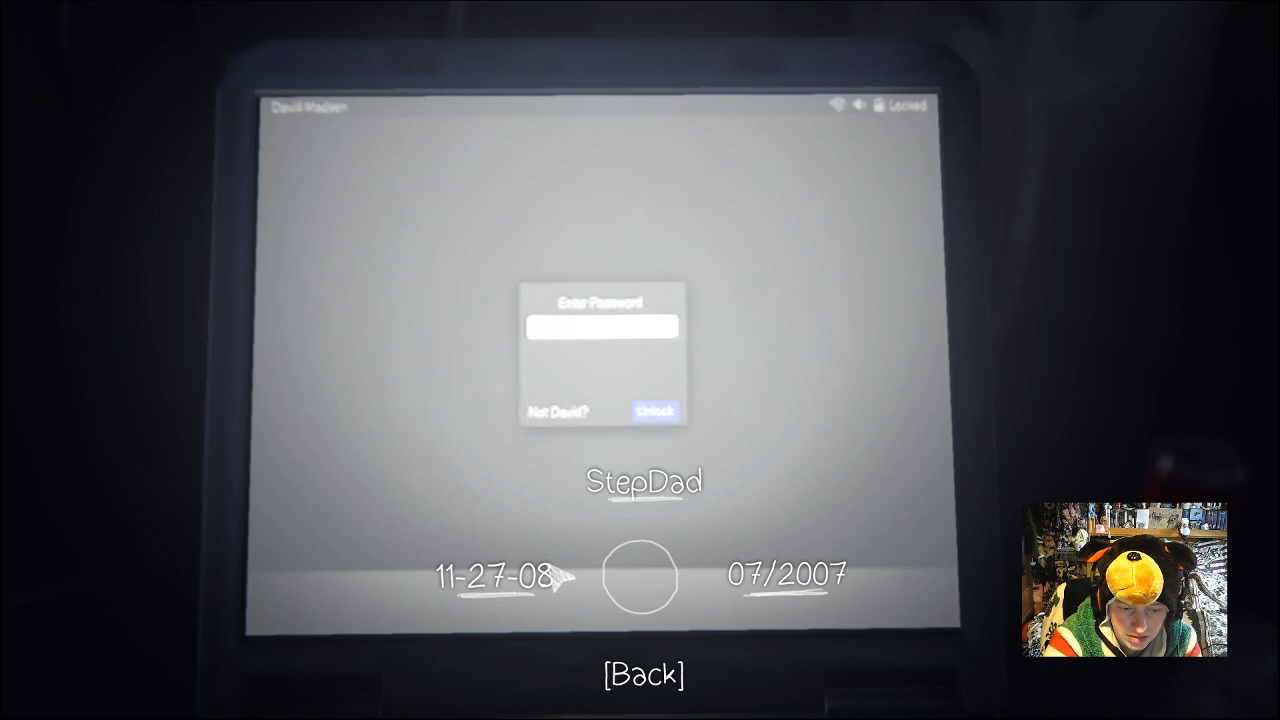 David Madsen
Locked
Enter Password
Not David?
Unlock
StepDad
11-27-08
07/2007
[Back]